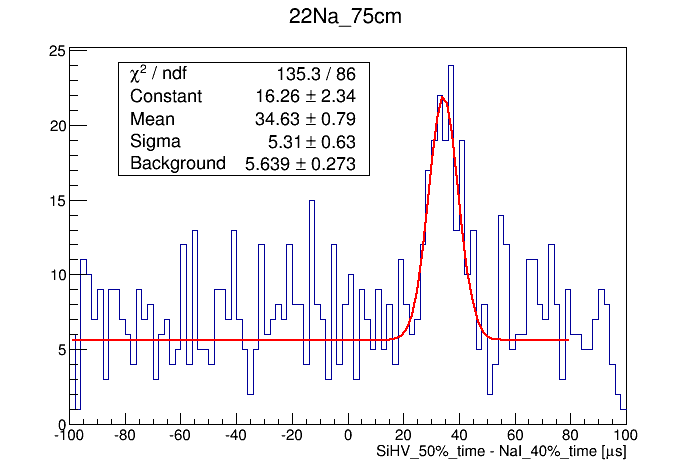 22Na_75cm
χ² / ndf 135.3 / 86
Constant 16.26 ± 2.34
Mean 34.63 ± 0.79
Sigma 5.31 ± 0.63
Background 5.639 ± 0.273
25
20
15
10
5
0
-100 -80 -60 -40 -20 0 20 40 60 80 100
SiHV_50%_time - NaI_40%_time [μs]